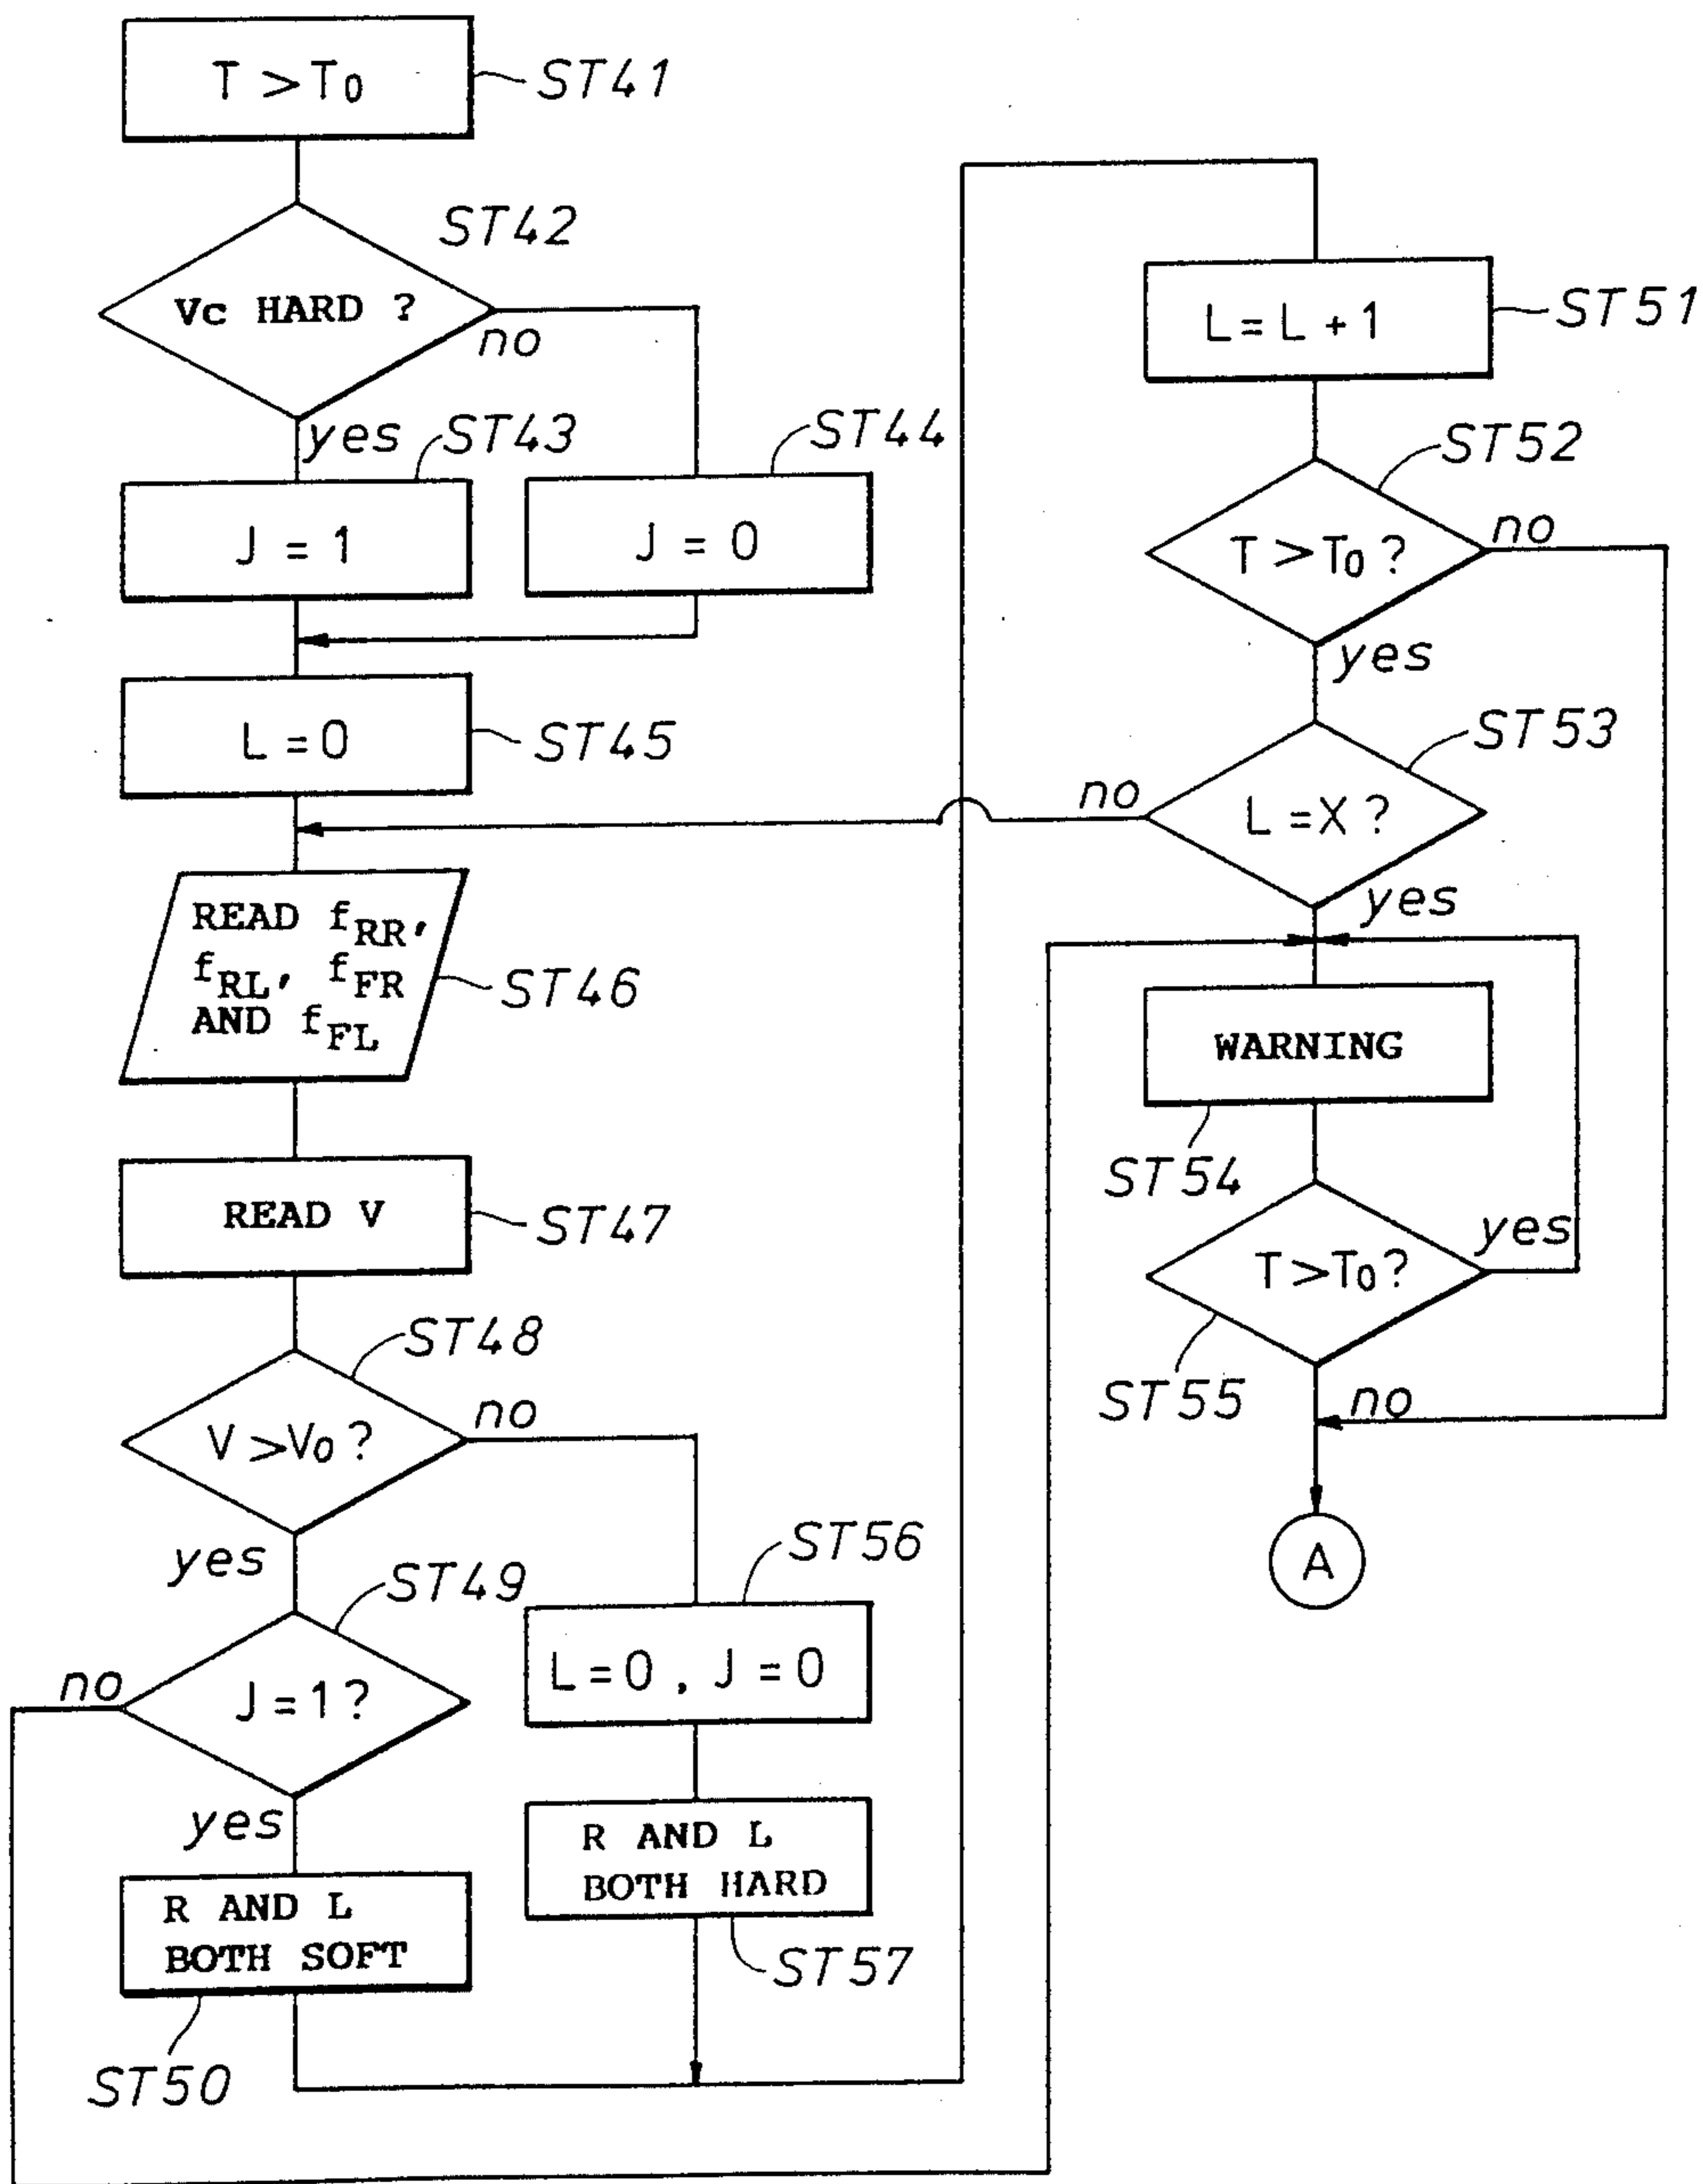 T > T0
ST41
ST42
Vc HARD ?
no
yes
ST43
ST44
J = 1
J = 0
L = 0
ST45
READ fRR,
fRL, fFR
AND fFL
ST46
READ V
ST47
ST48
V > V0 ?
no
yes
ST49
ST56
J = 1 ?
no
L = 0 , J = 0
yes
R AND L
BOTH SOFT
ST50
R AND L
BOTH HARD
ST57
L = L + 1
ST51
ST52
T > T0 ?
no
yes
ST53
L = X ?
no
yes
WARNING
ST54
T > T0 ?
yes
ST55
no
A